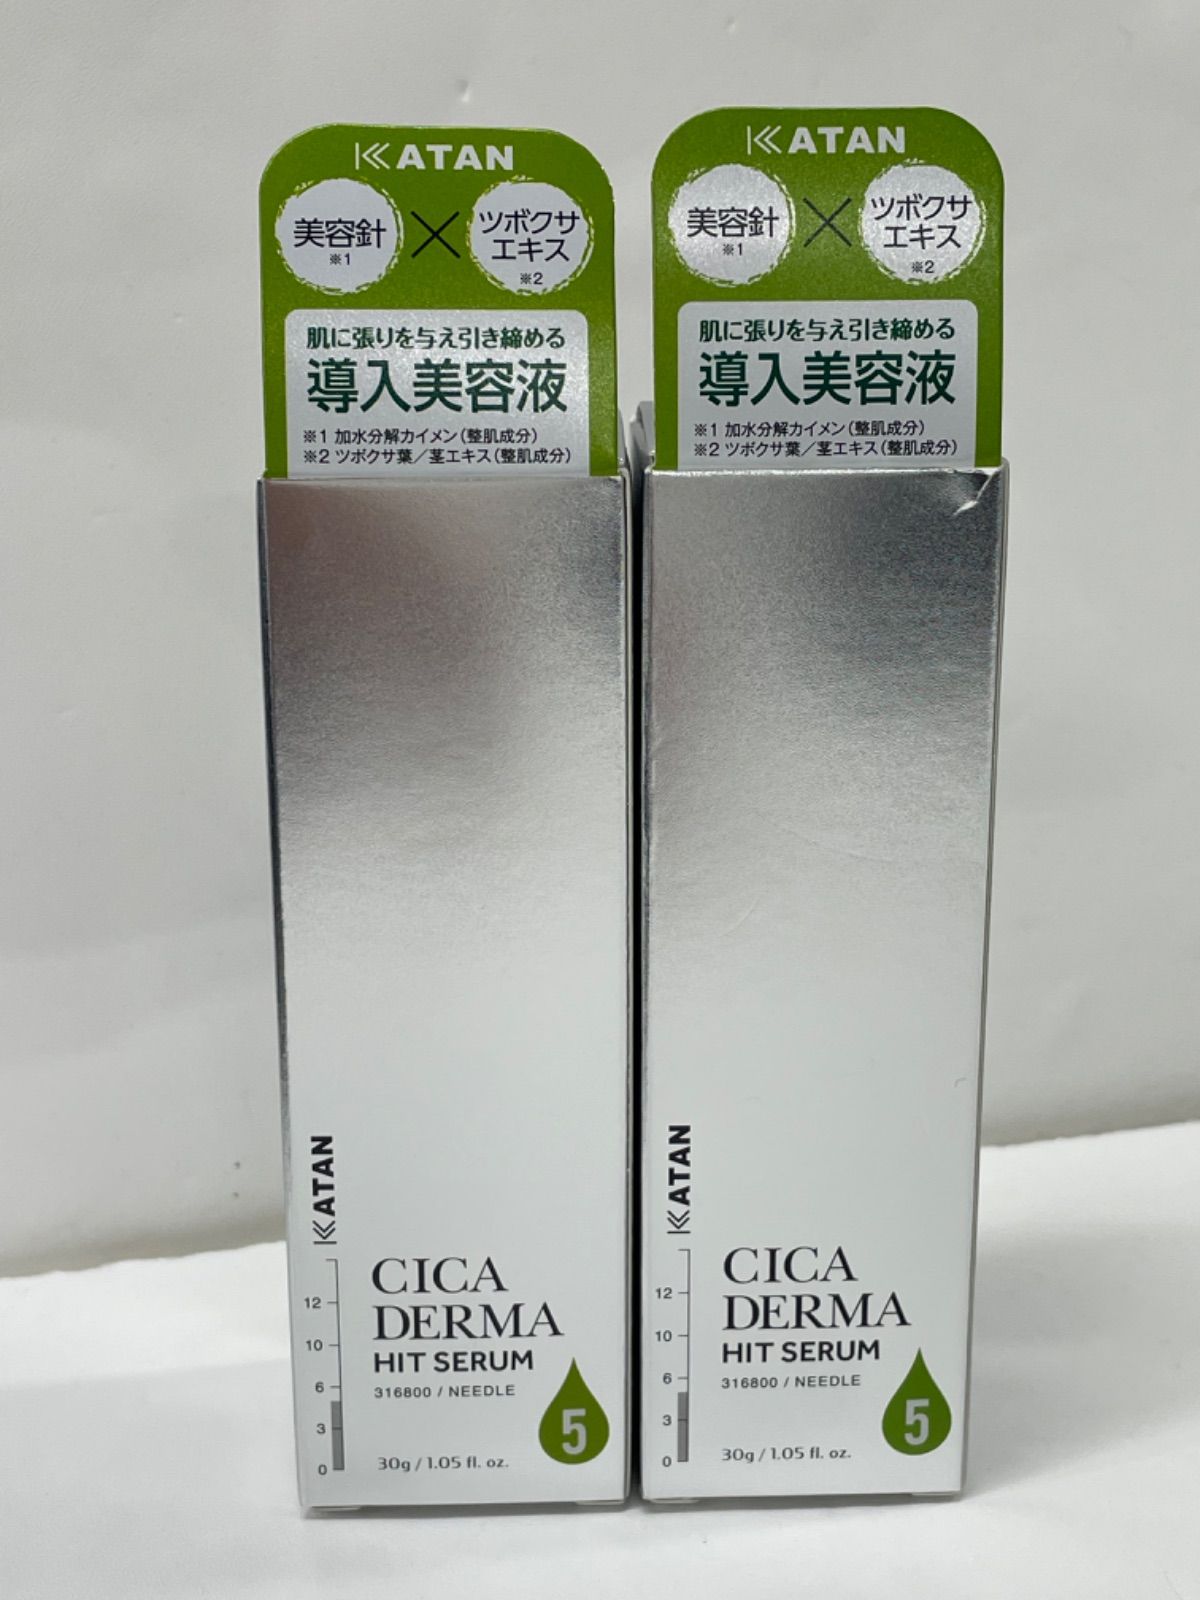 KATAN
美容針
※1
×
ツボクサ
エキス
※2
肌に張りを与え引き締める
導入美容液
※1 加水分解カイメン（整肌成分）
※2 ツボクサ葉／茎エキス（整肌成分）
KATAN
12
10
6
3
0
CICA
DERMA
HIT SERUM
316800 / NEEDLE
5
30g / 1.05 fl. oz.
KATAN
美容針
※1
×
ツボクサ
エキス
※2
肌に張りを与え引き締める
導入美容液
※1 加水分解カイメン（整肌成分）
※2 ツボクサ葉／茎エキス（整肌成分）
KATAN
12
10
6
3
0
CICA
DERMA
HIT SERUM
316800 / NEEDLE
5
30g / 1.05 fl. oz.